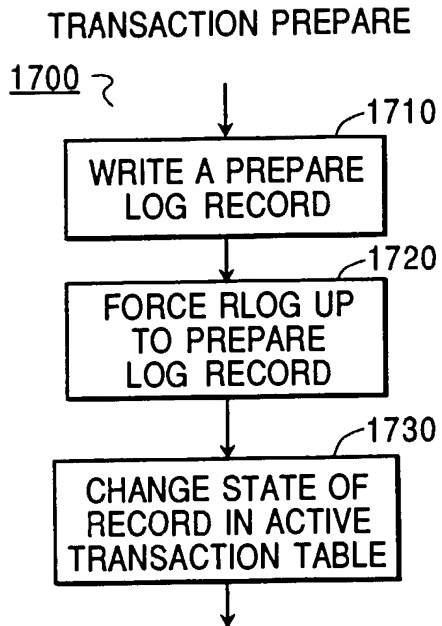 TRANSACTION PREPARE
1700
1710
WRITE A PREPARE
LOG RECORD
1720
FORCE RLOG UP
TO PREPARE
LOG RECORD
1730
CHANGE STATE OF
RECORD IN ACTIVE
TRANSACTION TABLE